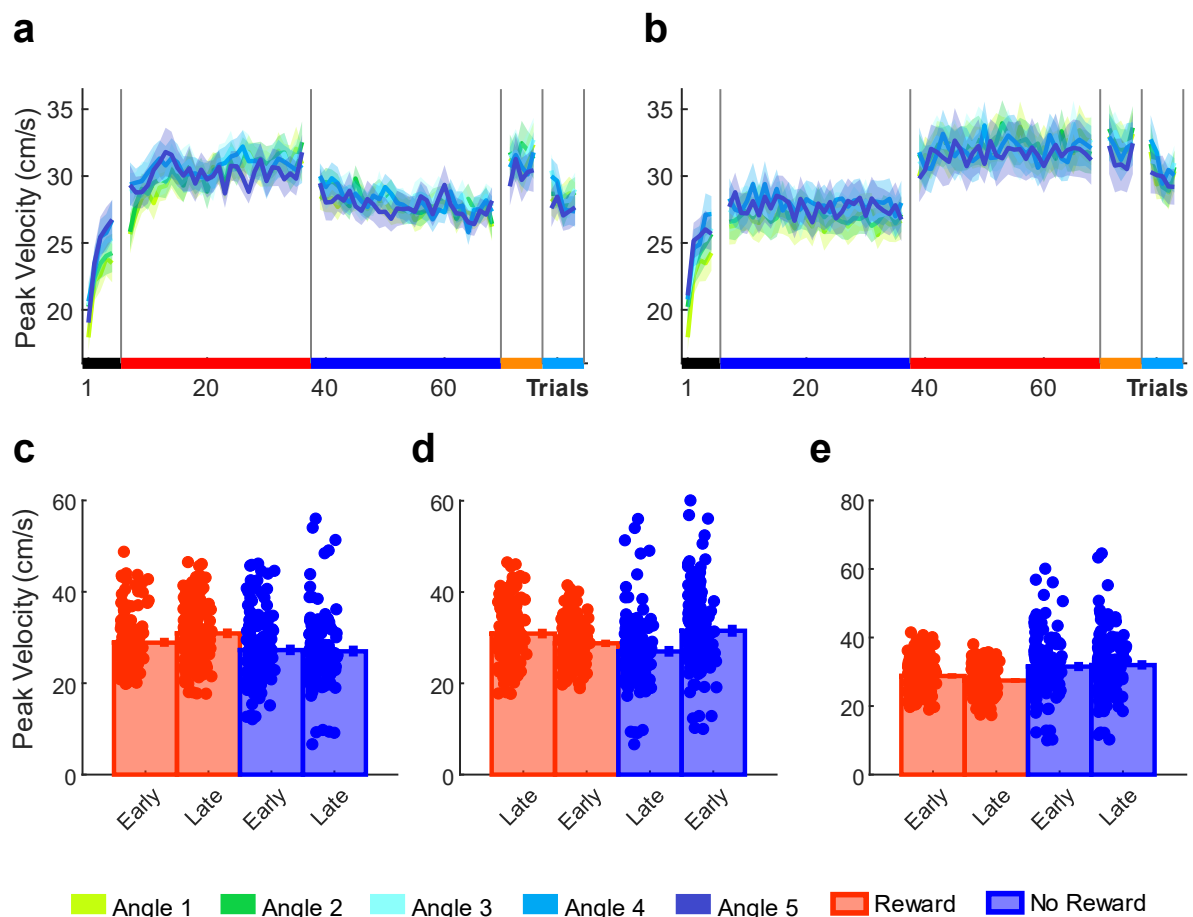 a
b
Peak Velocity (cm/s)
35
30
25
20
1
20
40
60
Trials
35
30
25
20
1
20
40
60
Trials
c
d
e
Peak Velocity (cm/s)
60
40
20
0
Early
Late
Early
Late
60
40
20
0
Late
Early
Late
Early
80
60
40
20
0
Early
Late
Early
Late
Angle 1
Angle 2
Angle 3
Angle 4
Angle 5
Reward
No Reward